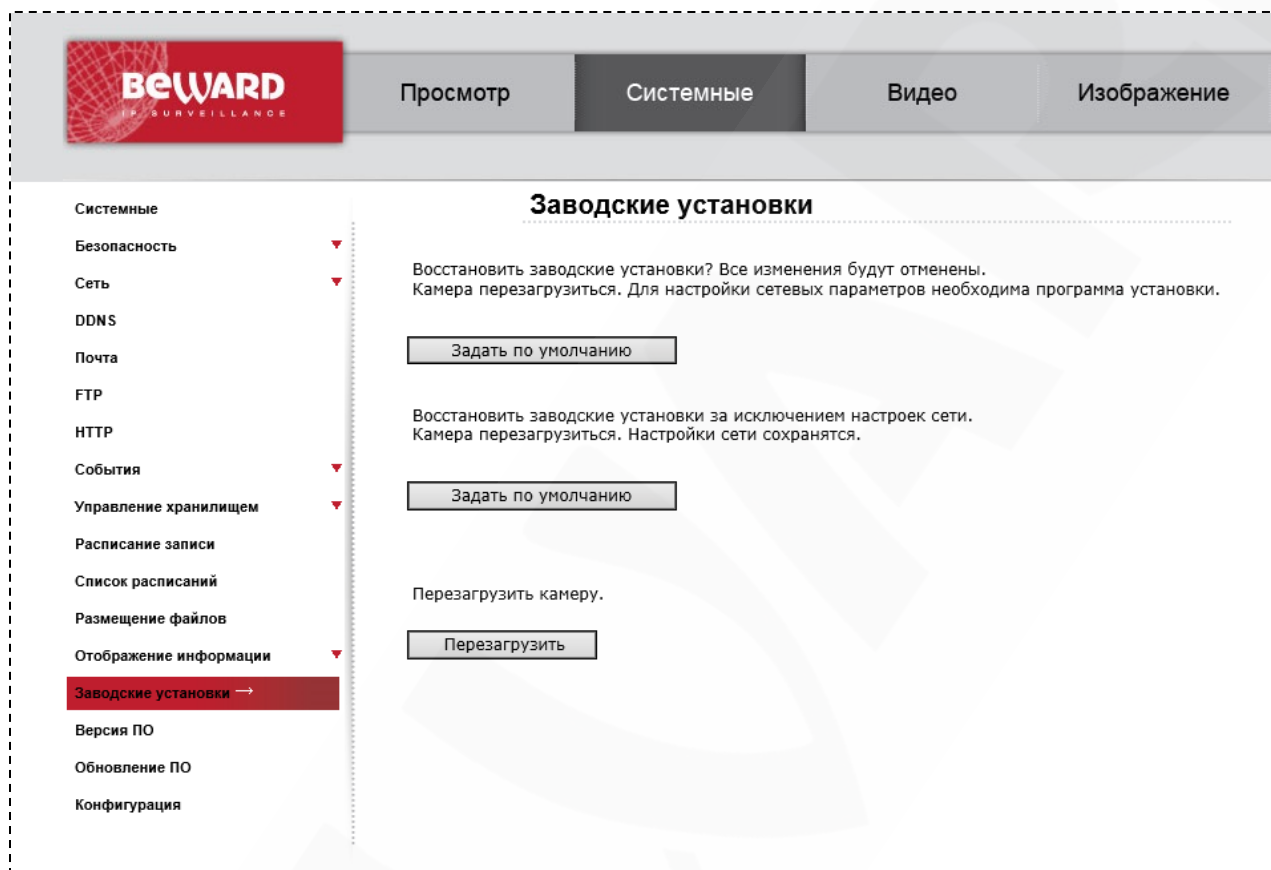 BEWARD
IP SURVEILLANCE
Просмотр
Системные
Видео
Изображение
Системные
Безопасность
Сеть
DDNS
Почта
FTP
HTTP
События
Управление хранилищем
Расписание записи
Список расписаний
Размещение файлов
Отображение информации
Заводские установки →
Версия ПО
Обновление ПО
Конфигурация
Заводские установки
Восстановить заводские установки? Все изменения будут отменены.
Камера перезагрузиться. Для настройки сетевых параметров необходима программа установки.
Задать по умолчанию
Восстановить заводские установки за исключением настроек сети.
Камера перезагрузиться. Настройки сети сохранятся.
Задать по умолчанию
Перезагрузить камеру.
Перезагрузить